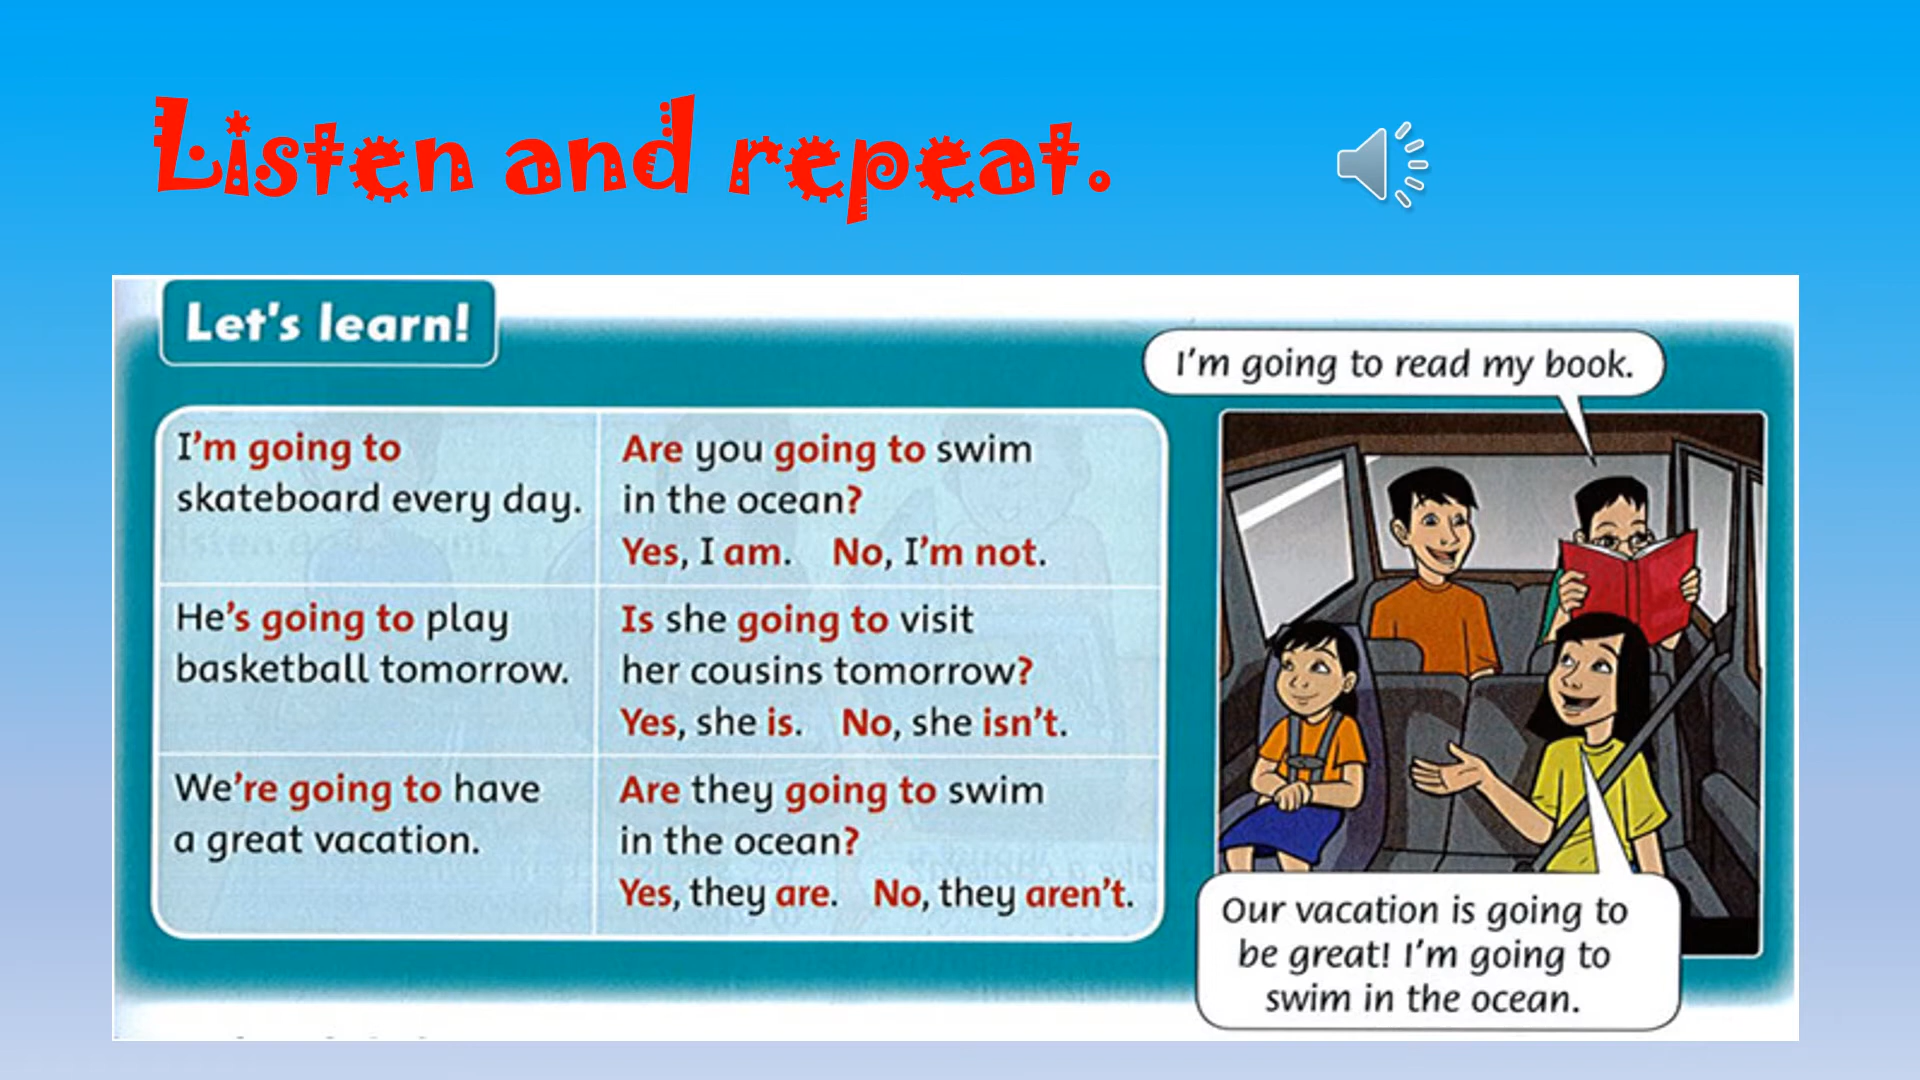 Listen and repeat.
Let's learn!
I'm going to read my book.
I'm going to
skateboard every day.
Are you going to swim
in the ocean?
Yes, I am. No, I'm not.
He's going to play
basketball tomorrow.
Is she going to visit
her cousins tomorrow?
Yes, she is. No, she isn't.
We're going to have
a great vacation.
Are they going to swim
in the ocean?
Yes, they are. No, they aren't.
Our vacation is going to
be great! I'm going to
swim in the ocean.